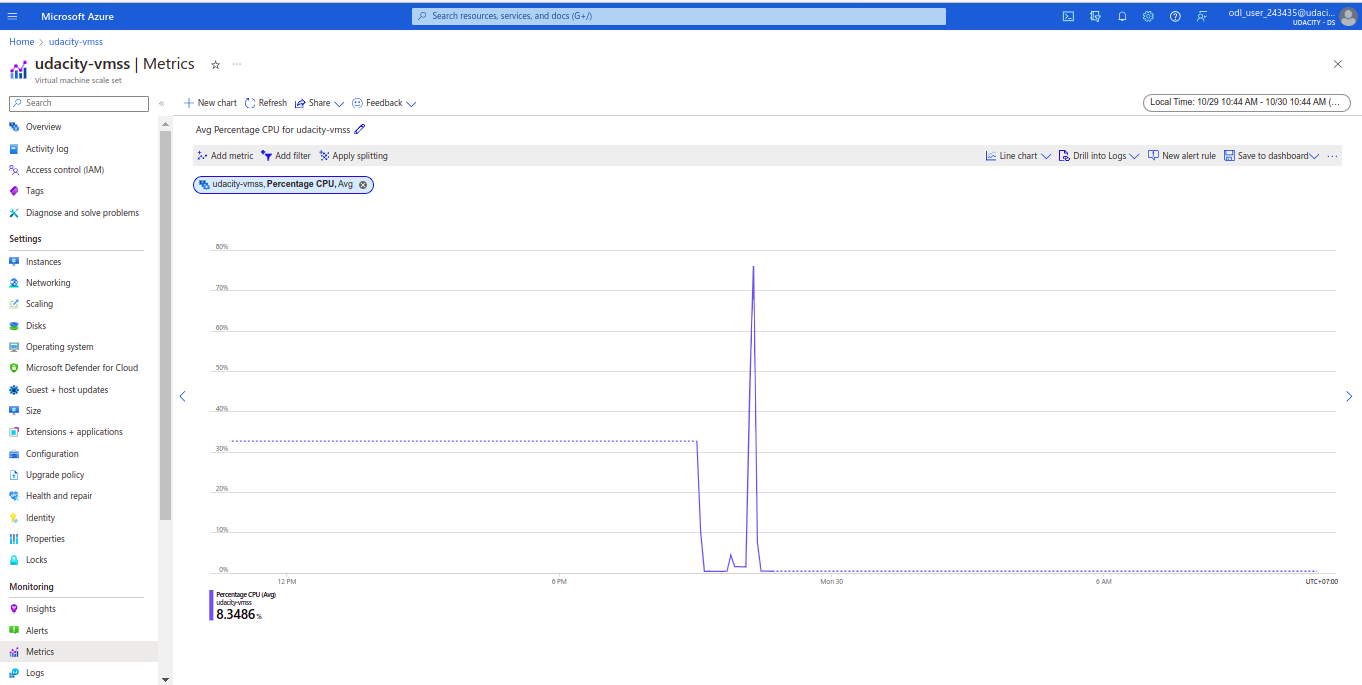 Microsoft Azure
Search resources, services, and docs (G+/)
odl_user_243435@udaci...
UDACITY - DS
Home > udacity-vmss
udacity-vmss | Metrics
Virtual machine scale set
Search
New chart Refresh Share Feedback
Local Time: 10/29 10:44 AM - 10/30 10:44 AM (...
Overview
Activity log
Access control (IAM)
Tags
Diagnose and solve problems
Settings
Instances
Networking
Scaling
Disks
Operating system
Microsoft Defender for Cloud
Guest + host updates
Size
Extensions + applications
Configuration
Upgrade policy
Health and repair
Identity
Properties
Locks
Monitoring
Insights
Alerts
Metrics
Logs
Avg Percentage CPU for udacity-vmss
Add metric Add filter Apply splitting
Line chart Drill into Logs New alert rule Save to dashboard
udacity-vmss, Percentage CPU, Avg
80%
70%
60%
50%
40%
30%
20%
10%
0%
12 PM 6 PM Mon 30 6 AM UTC+07:00
Percentage CPU (Avg)
udacity-vmss
8.3486 %